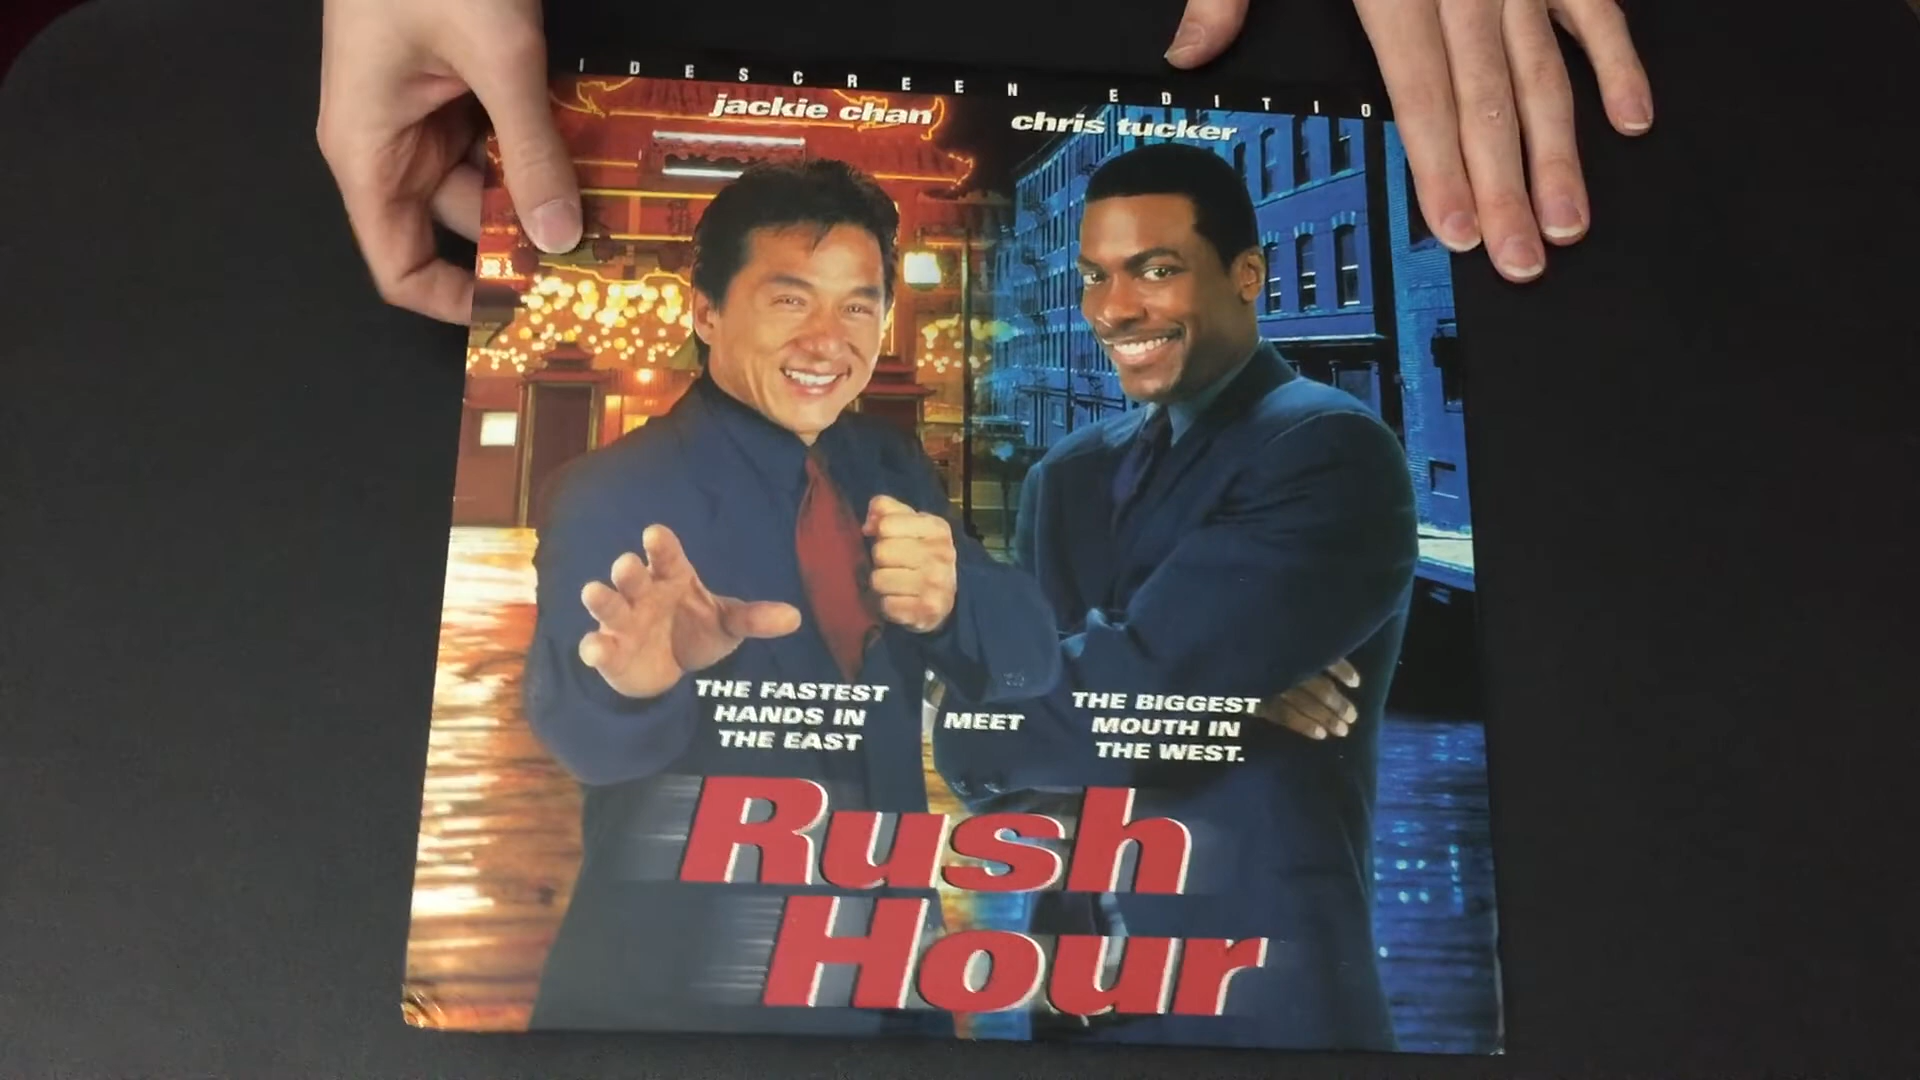 IDESCREEN EDITIO
jackie chan
chris tucker
THE FASTEST
HANDS IN
THE EAST
MEET
THE BIGGEST
MOUTH IN
THE WEST.
Rush
Hour